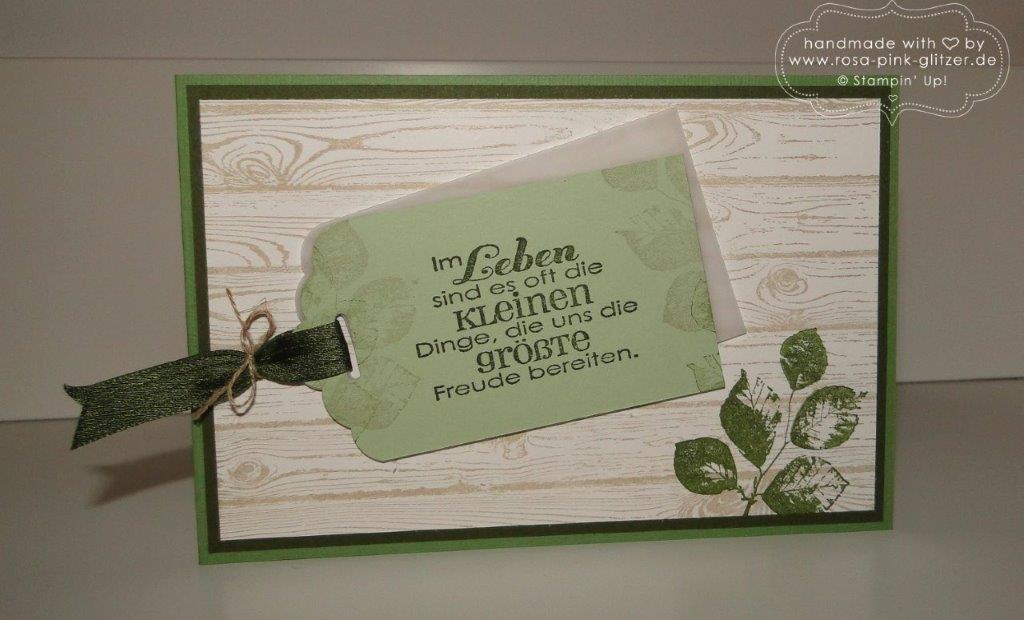 handmade with ♡ by
www.rosa-pink-glitzer.de
© Stampin' Up!
Im Leben
sind es oft die
KLEINEN
Dinge, die uns die
GRÖßTE
Freude bereiten.